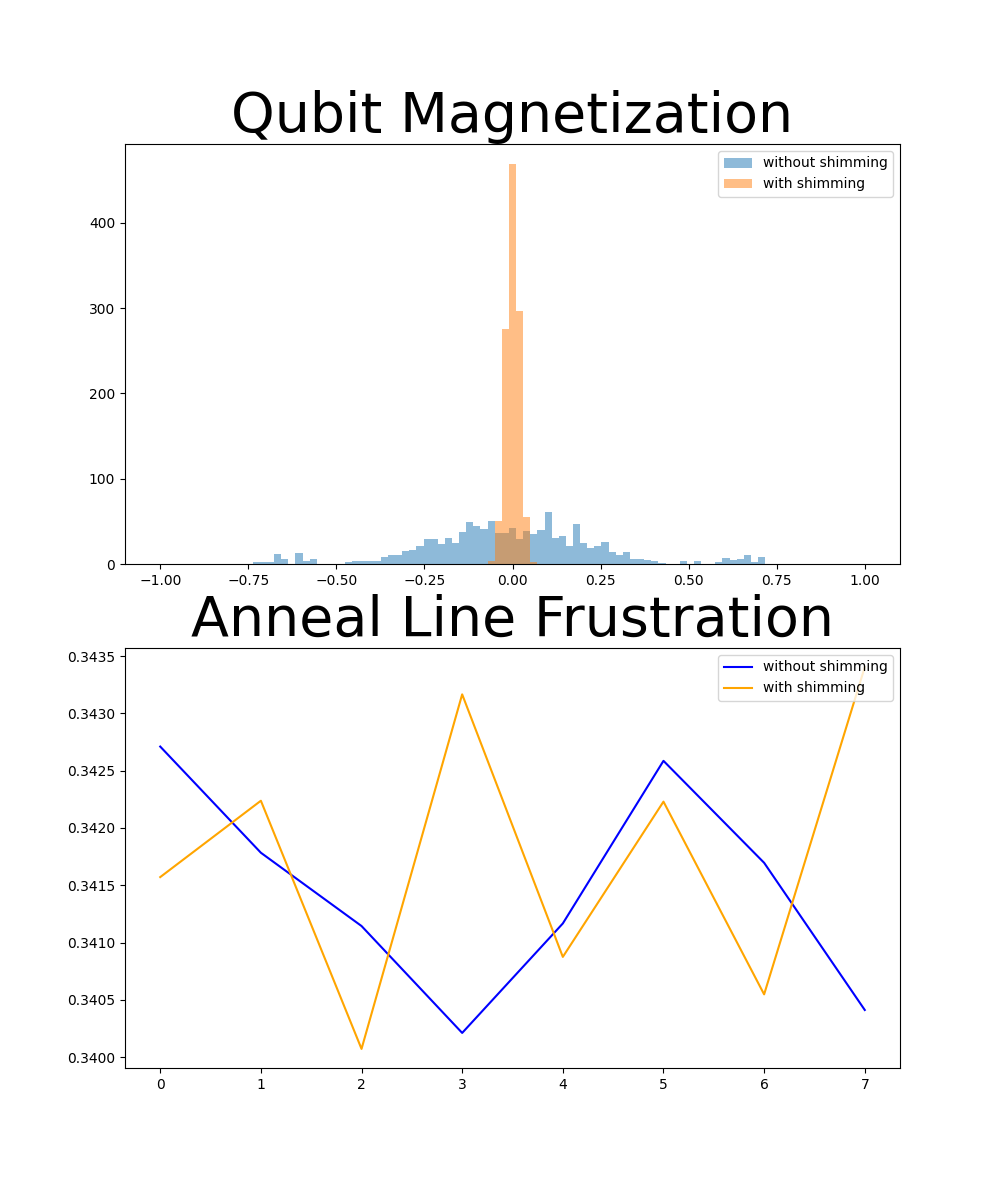 Qubit Magnetization
without shimming
with shimming
400
300
200
100
0
−1.00 −0.75 −0.50 −0.25 0.00 0.25 0.50 0.75 1.00
Anneal Line Frustration
without shimming
with shimming
0.3435
0.3430
0.3425
0.3420
0.3415
0.3410
0.3405
0.3400
0 1 2 3 4 5 6 7